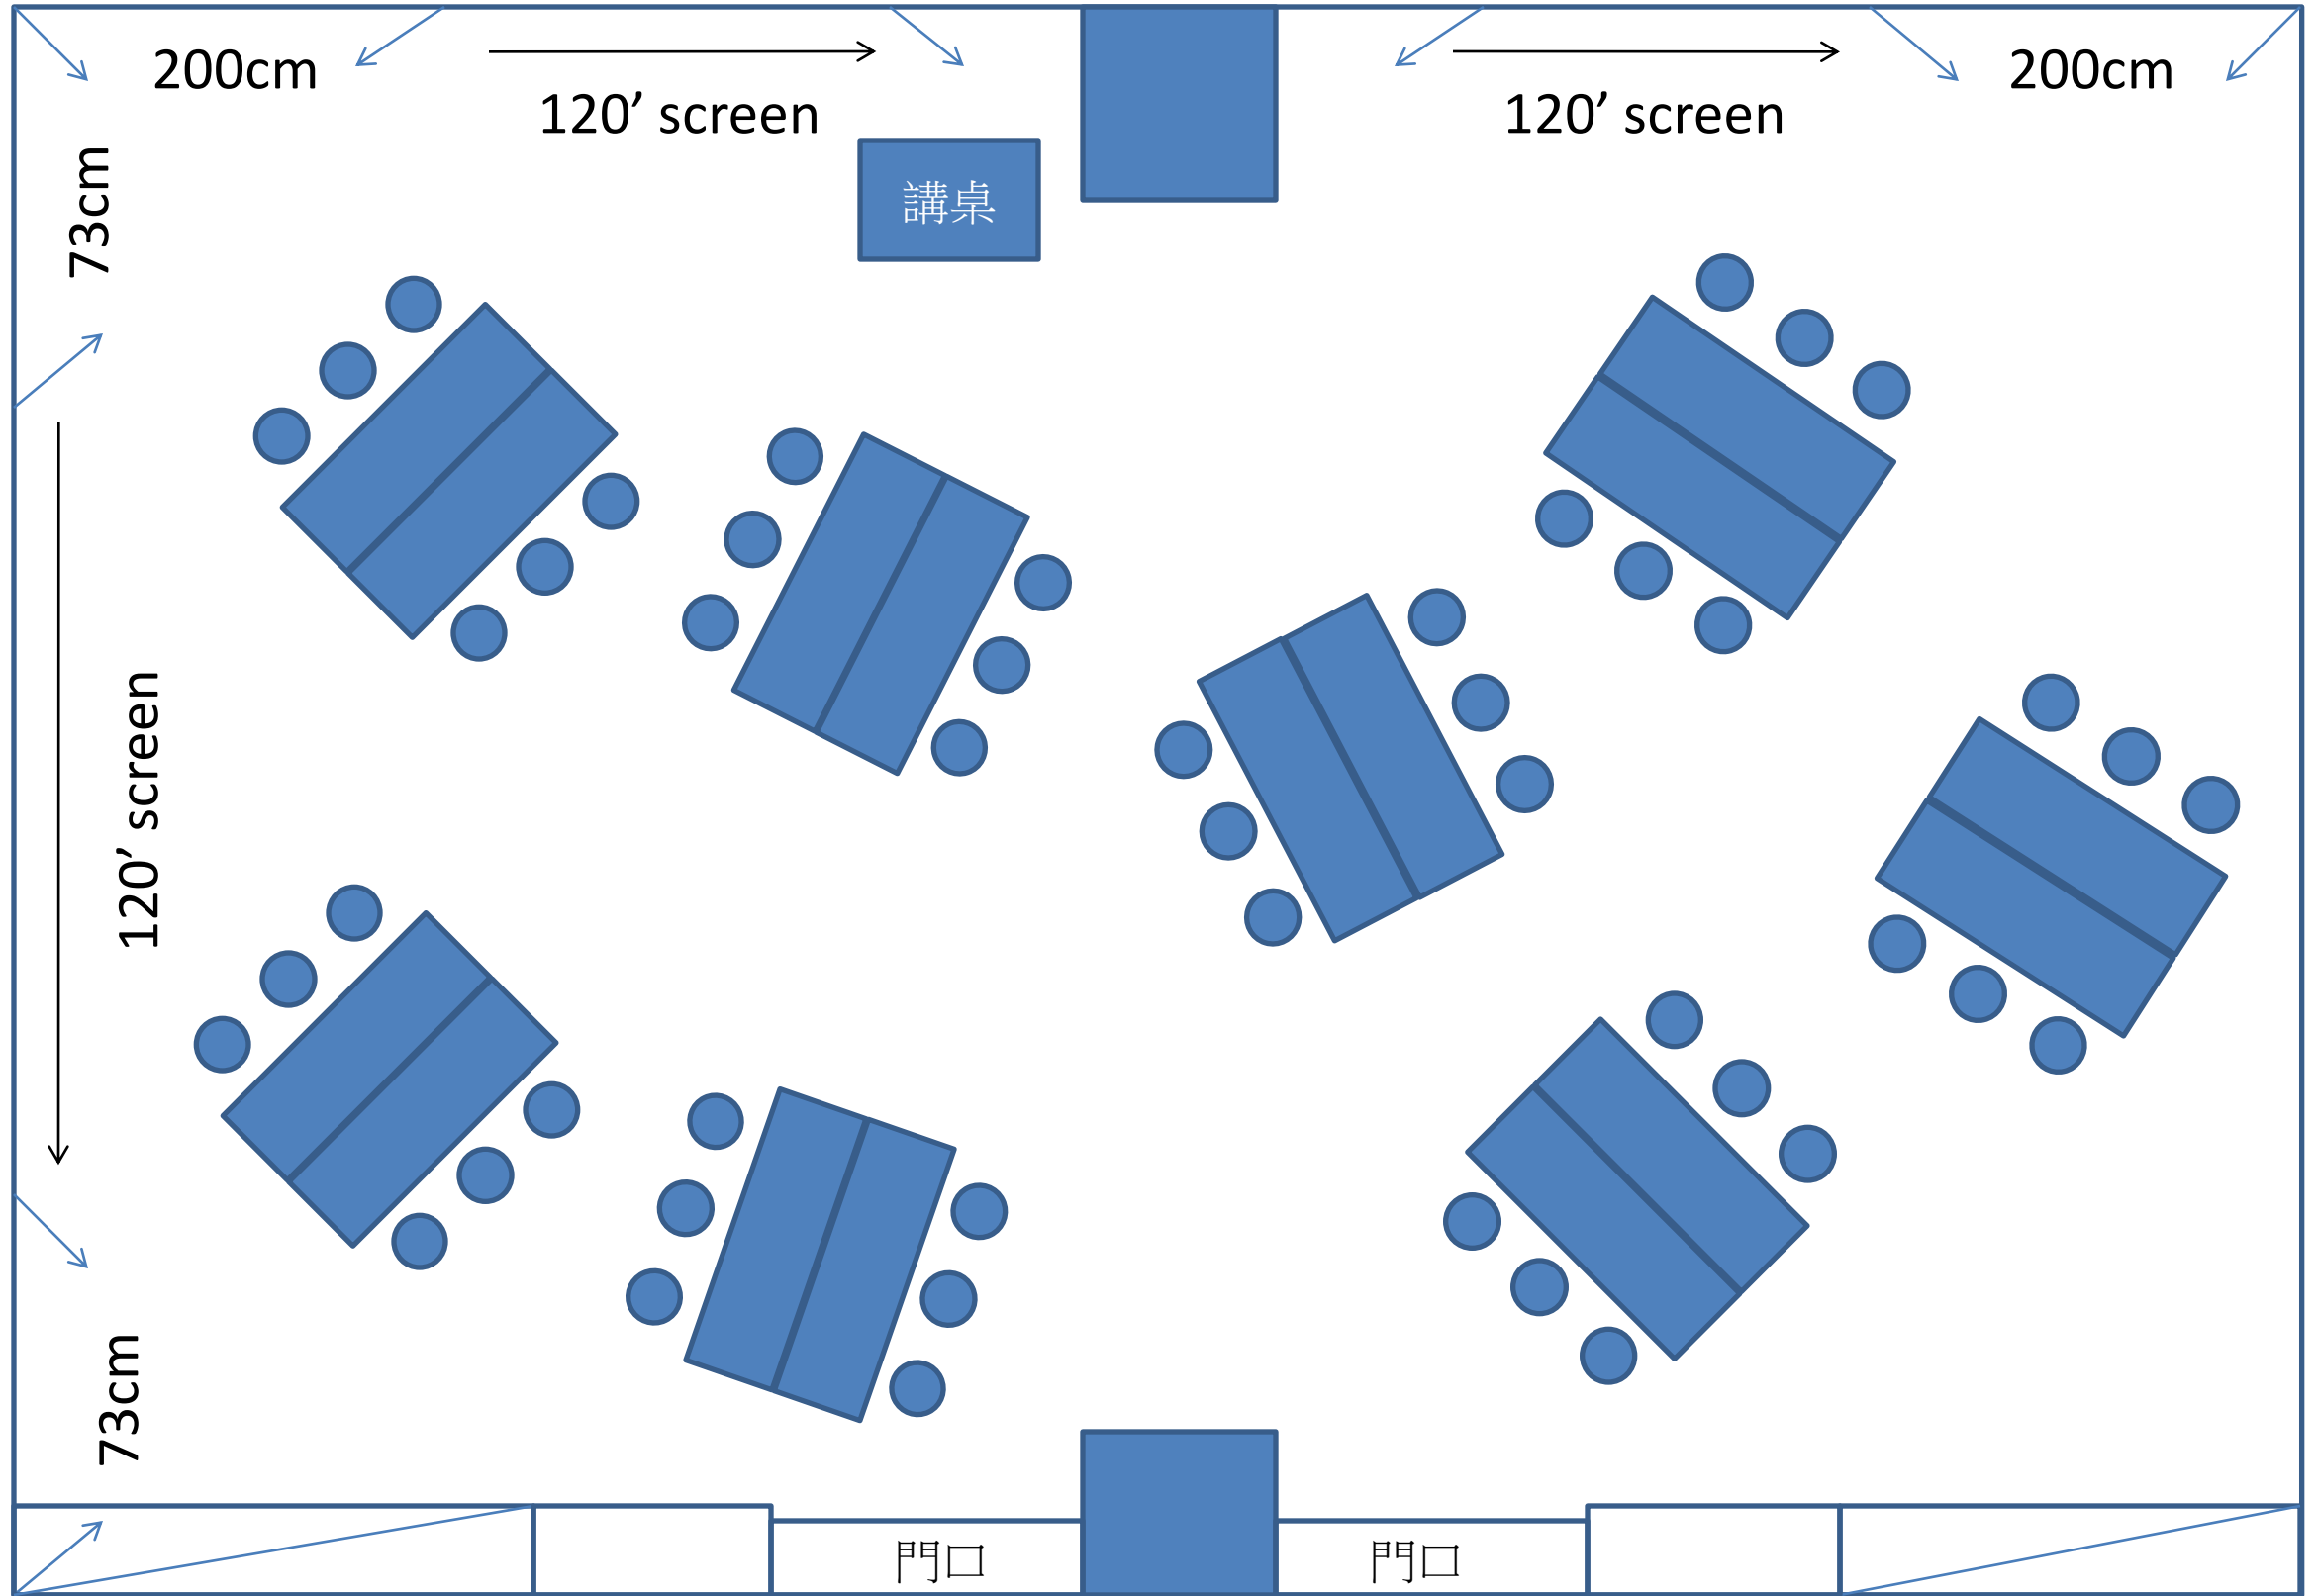 200cm
120’ screen
120’ screen
200cm
73cm
講桌
120’ screen
73cm
門口
門口